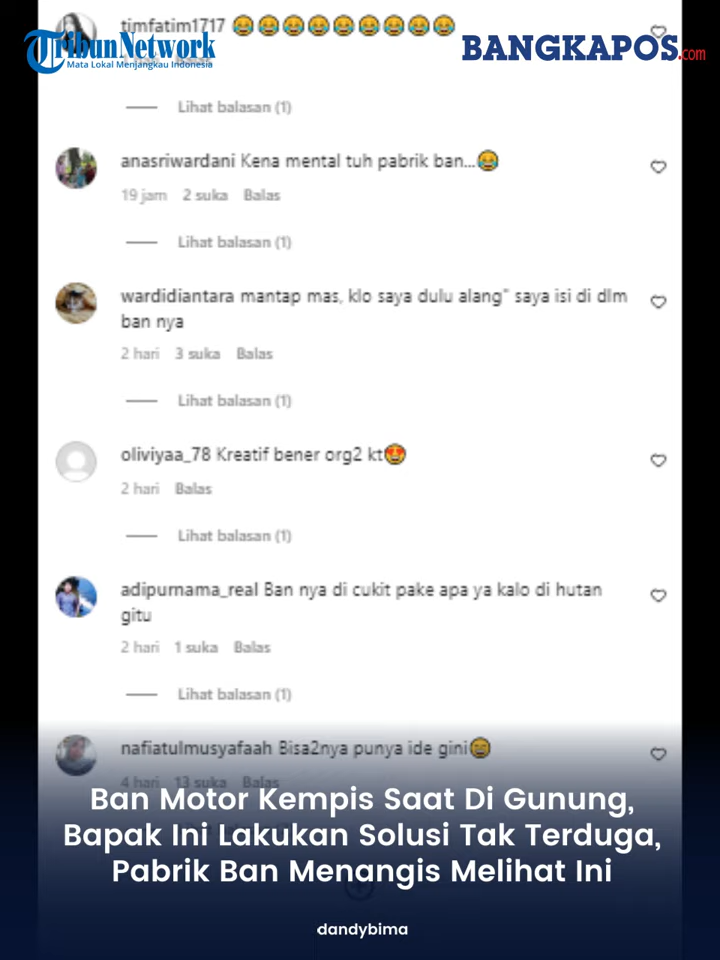 timfatim1717 😂😂😂😂😂😂😂😂😂
TribunNetwork
Mata Lokal Menjangkau Indonesia
BANGKAPOS.com
Lihat balasan (1)
anasriwardani Kena mental tuh pabrik ban...😂
19 jam 2 suka Balas
Lihat balasan (1)
wardidiantara mantap mas, klo saya dulu alang" saya isi di dlm
ban nya
2 hari 3 suka Balas
Lihat balasan (1)
oliviyaa_78 Kreatif bener org2 kt😍
2 hari Balas
Lihat balasan (1)
adipurnama_real Ban nya di cukit pake apa ya kalo di hutan
gitu
2 hari 1 suka Balas
Lihat balasan (1)
nafiatulmusyafaah Bisa2nya punya ide gini😄
4 hari 13 suka Balas
Ban Motor Kempis Saat Di Gunung,
Bapak Ini Lakukan Solusi Tak Terduga,
Pabrik Ban Menangis Melihat Ini
dandybima